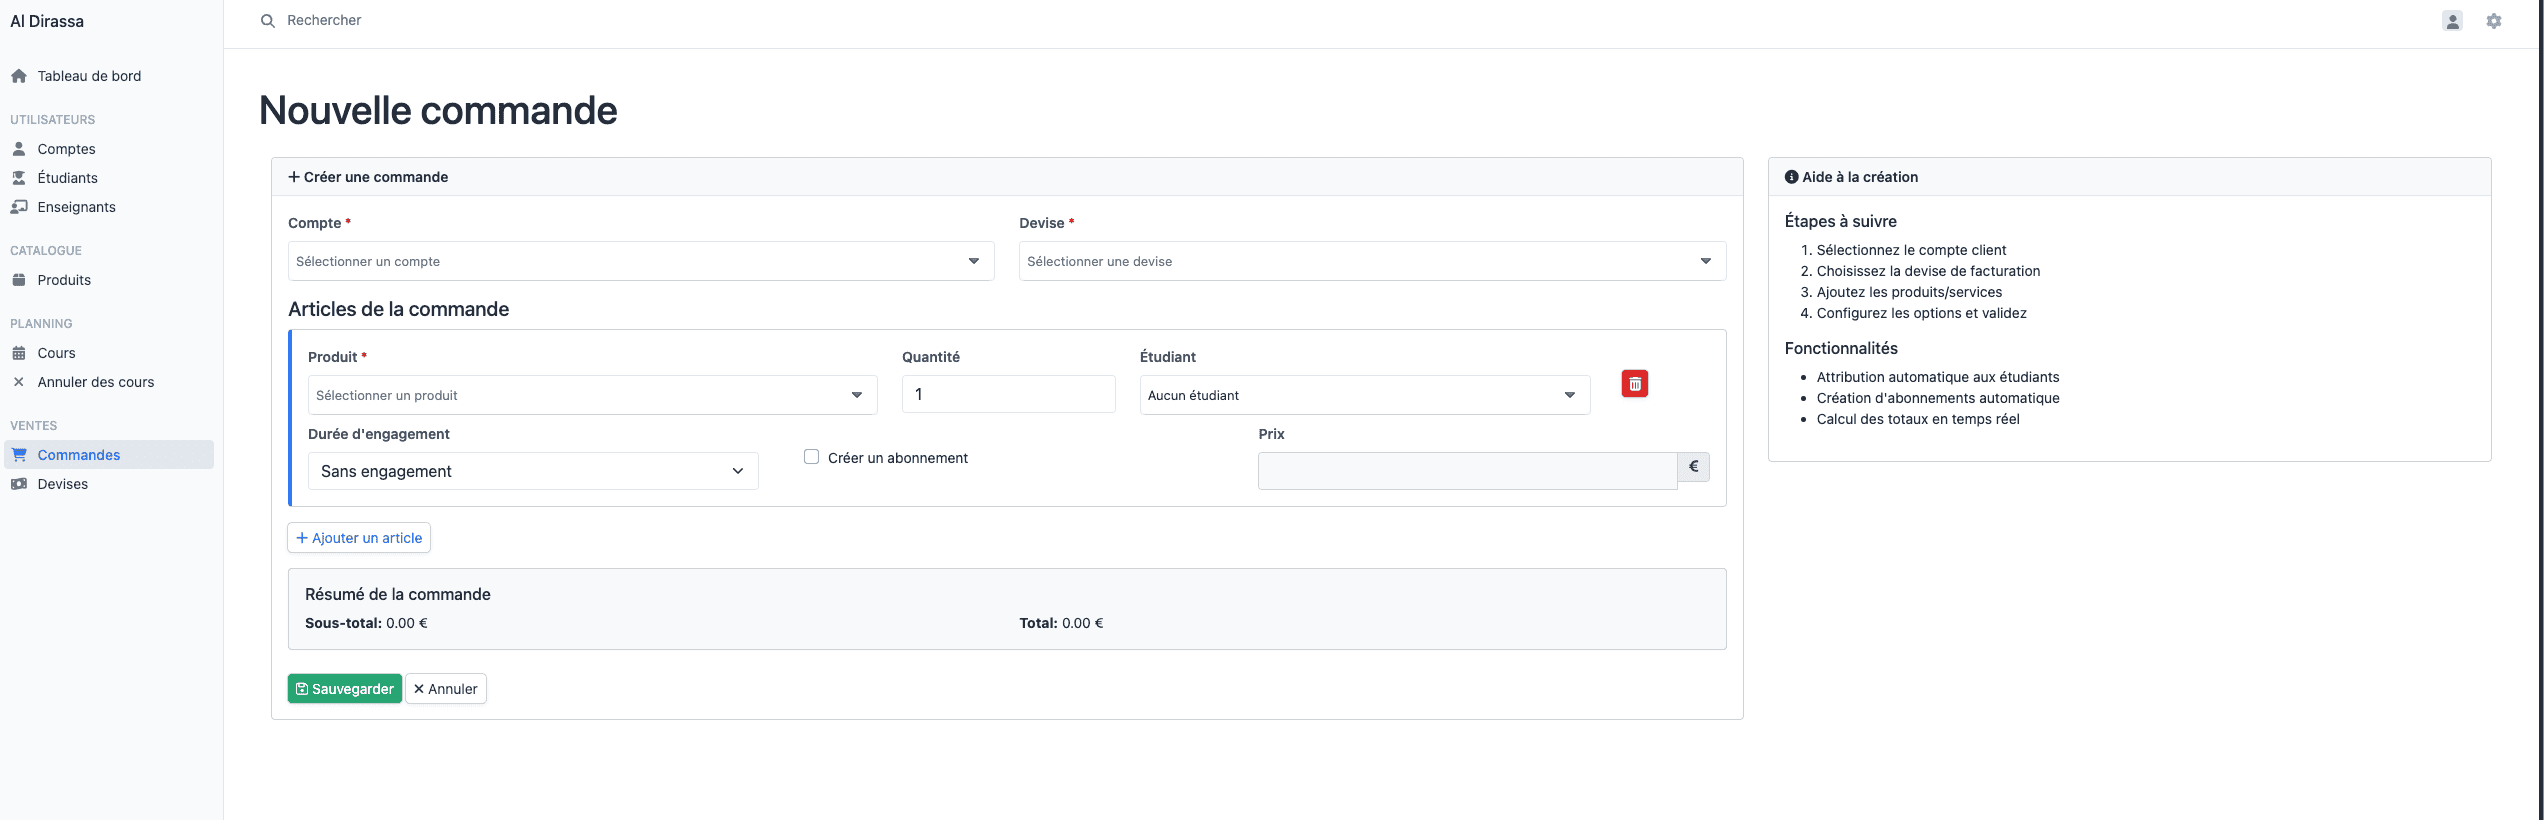 Al Dirassa
Rechercher
Tableau de bord
UTILISATEURS
Comptes
Étudiants
Enseignants
CATALOGUE
Produits
PLANNING
Cours
Annuler des cours
VENTES
Commandes
Devises
Nouvelle commande
Créer une commande
Compte *
Devise *
Sélectionner un compte
Sélectionner une devise
Articles de la commande
Produit *
Quantité
Étudiant
Sélectionner un produit
1
Aucun étudiant
Durée d'engagement
Prix
Sans engagement
Créer un abonnement
€
+ Ajouter un article
Résumé de la commande
Sous-total: 0.00 €
Total: 0.00 €
Sauvegarder
Annuler
Aide à la création
Étapes à suivre
1. Sélectionnez le compte client
2. Choisissez la devise de facturation
3. Ajoutez les produits/services
4. Configurez les options et validez
Fonctionnalités
• Attribution automatique aux étudiants
• Création d'abonnements automatique
• Calcul des totaux en temps réel